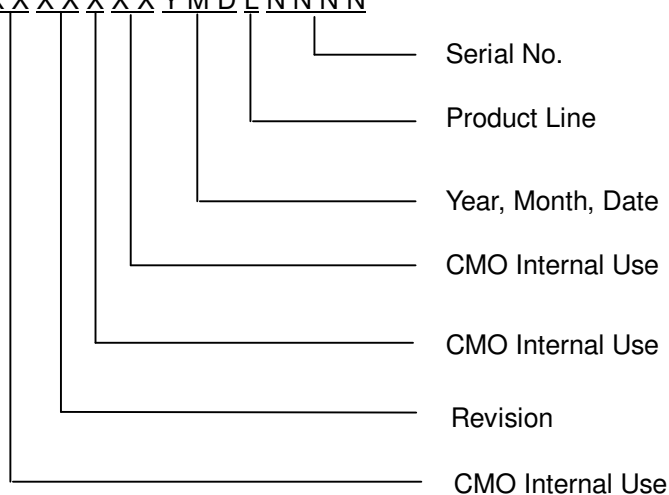 X X X X X X Y M D L N N N N
Serial No.
Product Line
Year, Month, Date
CMO Internal Use
CMO Internal Use
Revision
CMO Internal Use